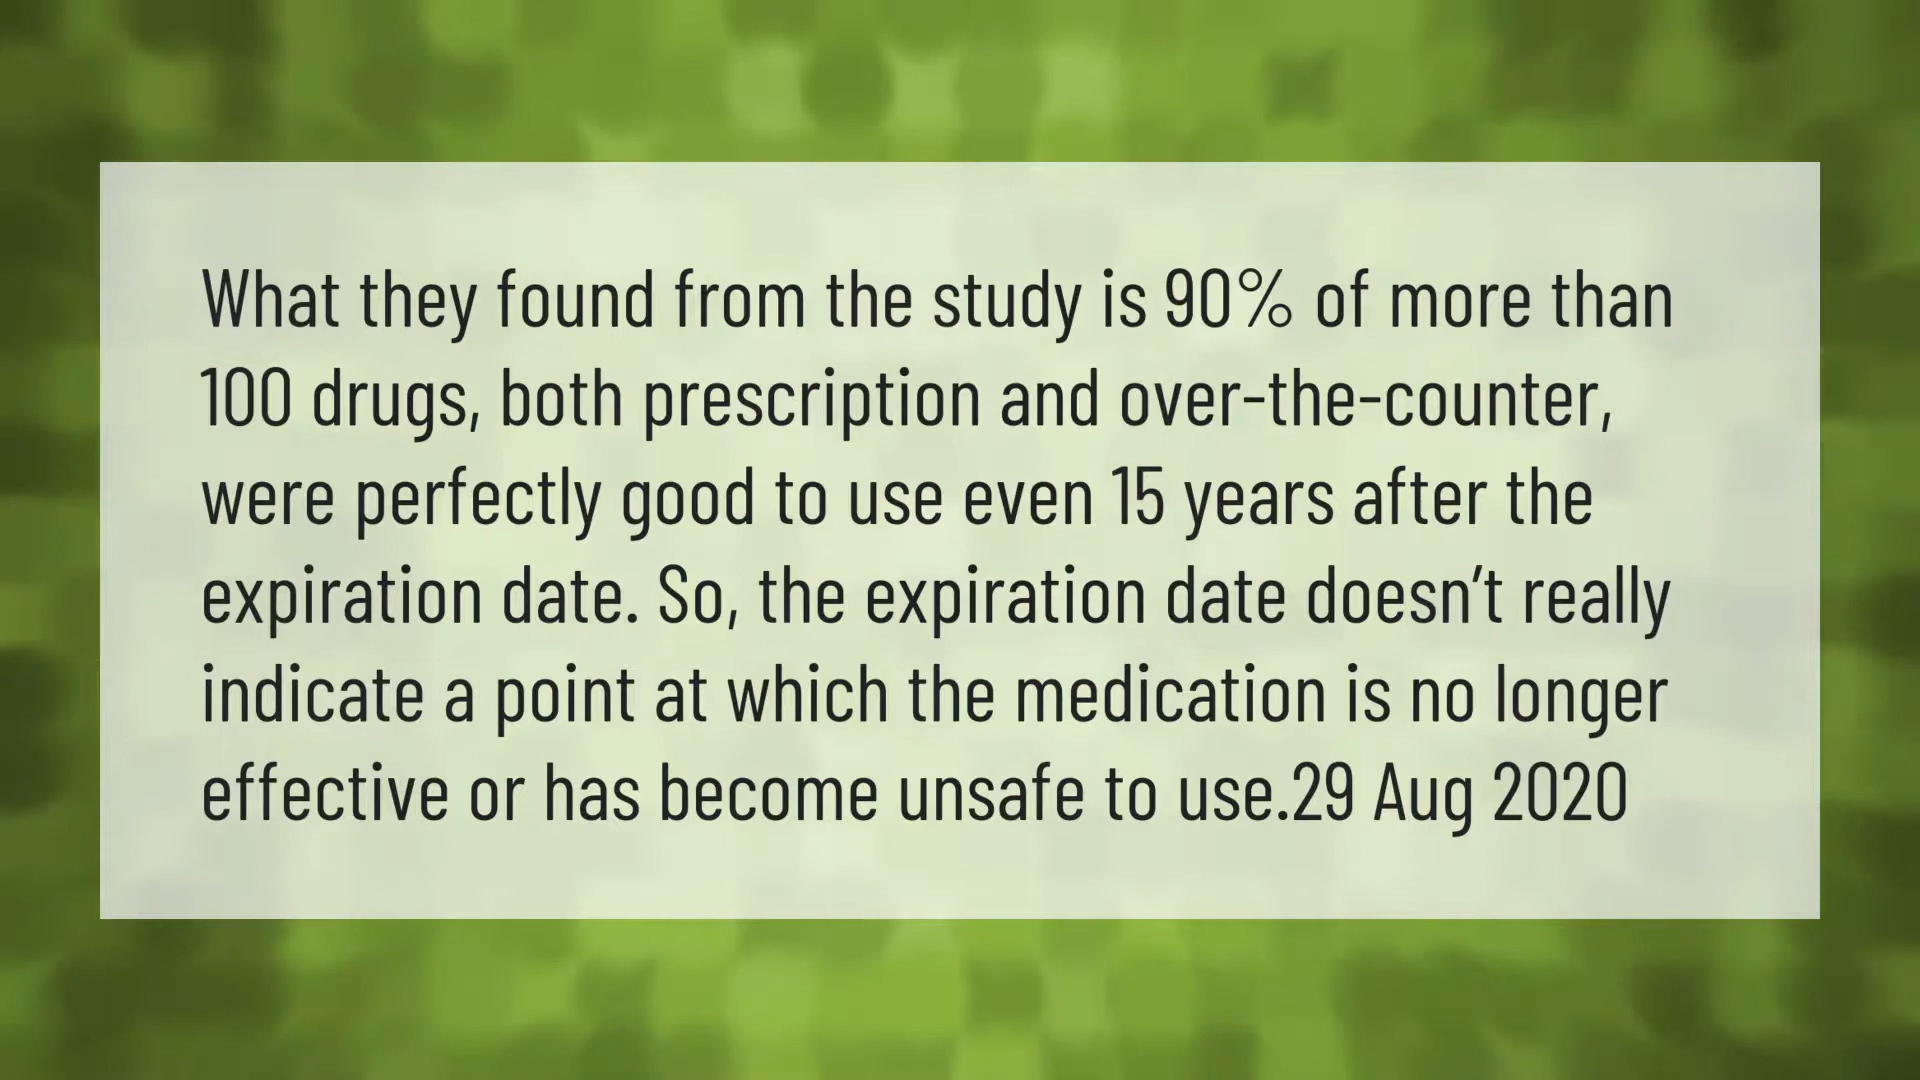 What they found from the study is 90% of more than
100 drugs, both prescription and over-the-counter,
were perfectly good to use even 15 years after the
expiration date. So, the expiration date doesn’t really
indicate a point at which the medication is no longer
effective or has become unsafe to use.29 Aug 2020